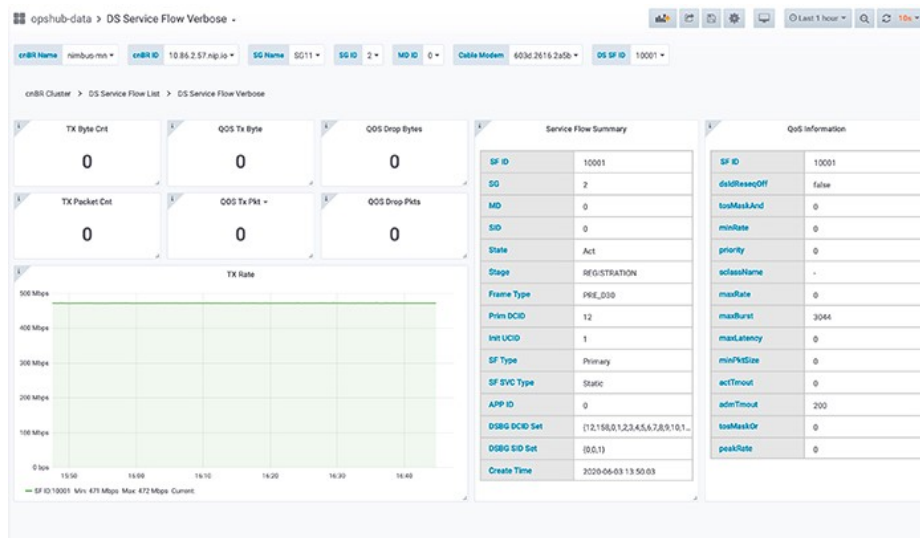 opshub-data > DS Service Flow Verbose
Last 1 hour 10s
cnBR Name nimbus-mn cnBR ID 10.86.2.57.nip.io SG Name SG11 SG ID 2 MD ID 0 Cable Modem 603d.2616.2a5b DS SF ID 10001
cnBR Cluster > DS Service Flow List > DS Service Flow Verbose
TX Byte Cnt
0
QOS Tx Byte
0
QOS Drop Bytes
0
TX Packet Cnt
0
QOS Tx Pkt
0
QOS Drop Pkts
0
TX Rate
500 Mbps
400 Mbps
300 Mbps
200 Mbps
100 Mbps
0 bps
15:50 16:00 16:10 16:20 16:30 16:40
SF ID:10001 Min: 471 Mbps Max: 472 Mbps Current:
Service Flow Summary
SF ID 10001
SG 2
MD 0
SID 0
State Act
Stage REGISTRATION
Frame Type PRE_D30
Prim DCID 12
Init UCID 1
SF Type Primary
SF SVC Type Static
APP ID 0
DSBG DCID Set {12,158,0,1,2,3,4,5,6,7,8,9,10,1...
DSBG SID Set {0,0,1}
Create Time 2020-06-03 13:50:03
QoS Information
SF ID 10001
dsIdReseqOff false
tosMaskAnd 0
minRate 0
priority 0
sclassName -
maxRate 0
maxBurst 3044
maxLatency 0
minPktSize 0
actTmout 0
admTmout 200
tosMaskOr 0
peakRate 0